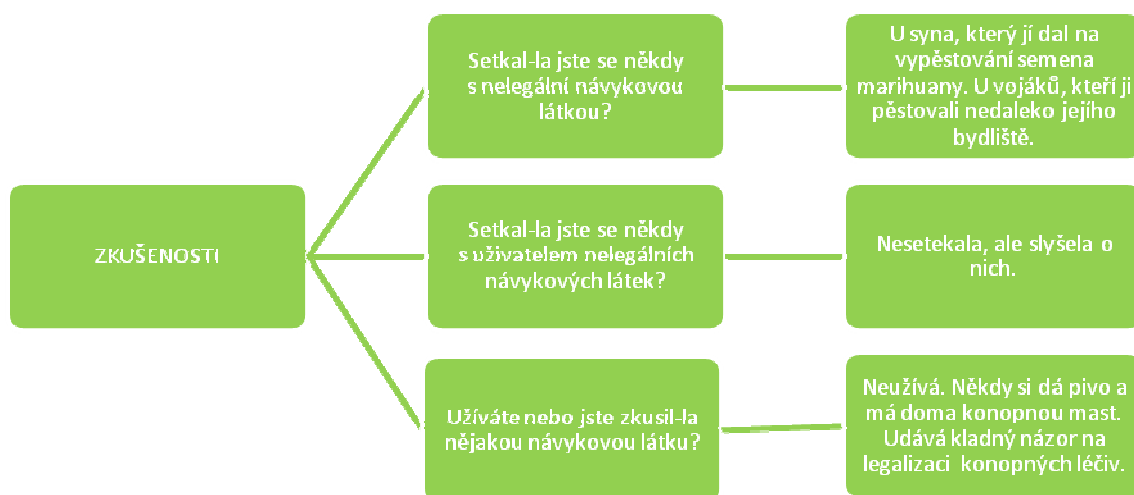 ZKUŠENOSTI
Setkal-la jste se někdy
s nelegální návykovou
látkou?
U syna, který jí dal na
vypěstování semena
marihuany. U vojáků, kteří ji
pěstovali nedaleko jejího
bydliště.
Setkal-la jste se někdy
s uživatelem nelegálních
návykových látek?
Nesetekala, ale slyšela o
nich.
Užíváte nebo jste zkusil-la
nějakou návykovou látku?
Neužívá. Někdy si dá pivo a
má doma konopnou mast.
Udává kladný názor na
legalizaci konopných léčiv.